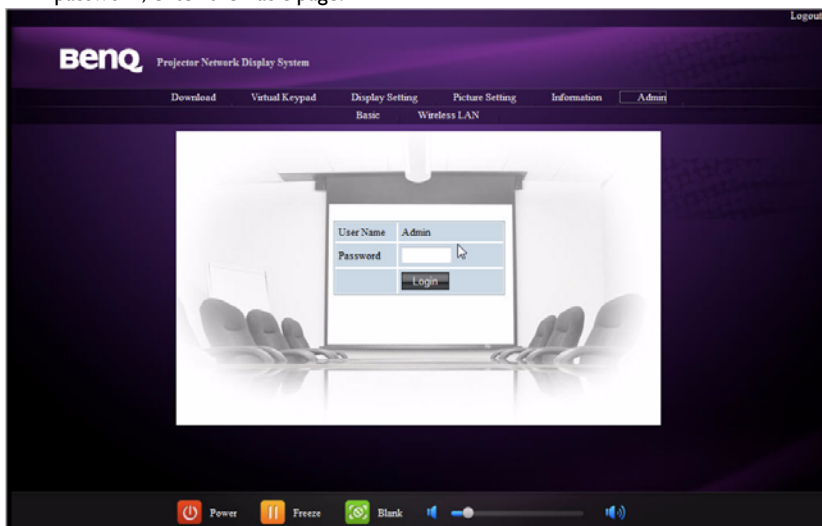 Logout
BenQ Projector Network Display System
Download Virtual Keypad Display Setting Picture Setting Information Admin
Basic Wireless LAN
User Name Admin
Password
Login
Power Freeze Blank